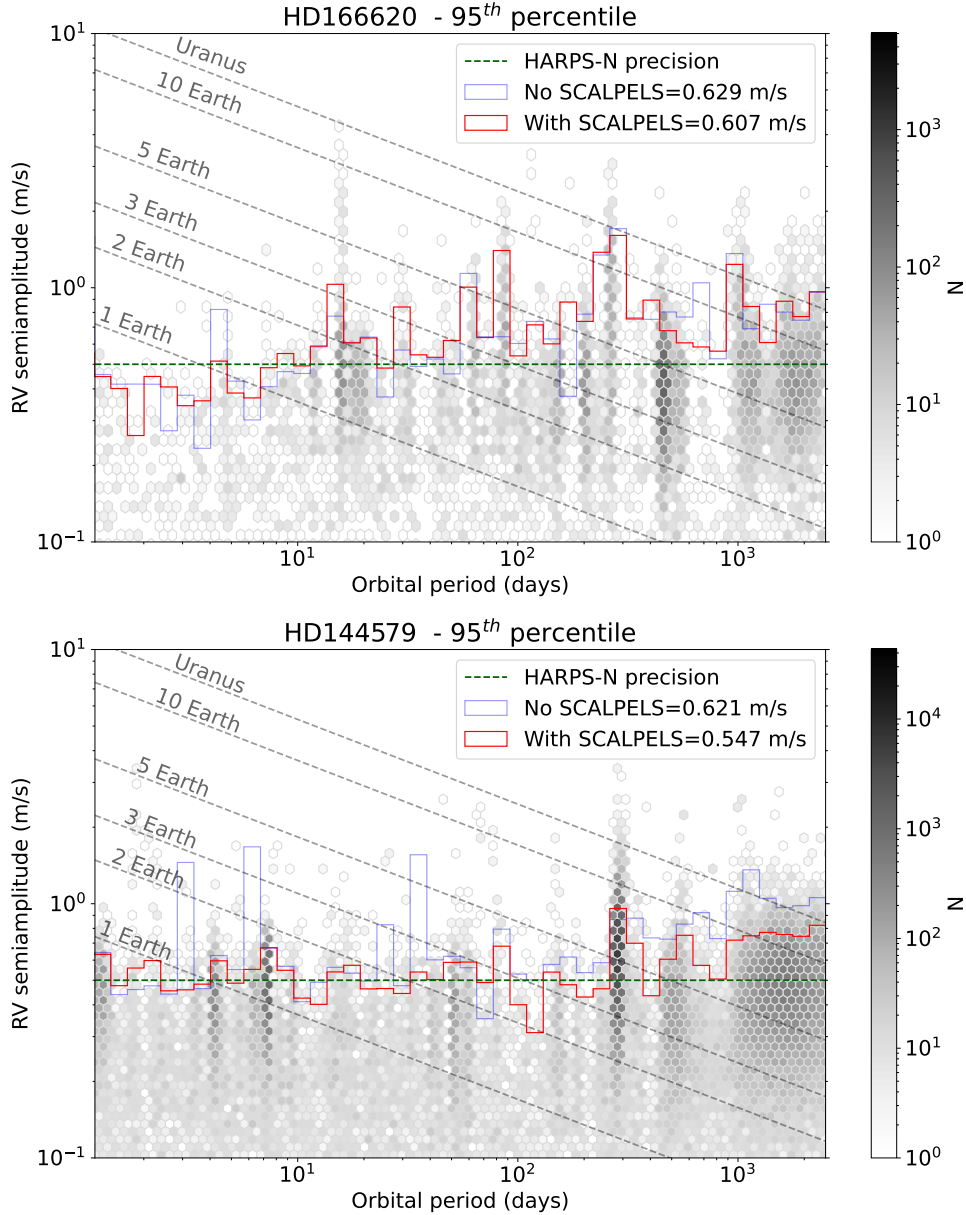 HD166620 - 95th percentile
10^1
10^0
10^-1
RV semiamplitude (m/s)
Uranus
10 Earth
5 Earth
3 Earth
2 Earth
1 Earth
HARPS-N precision
No SCALPELS=0.629 m/s
With SCALPELS=0.607 m/s
10^1
10^2
10^3
Orbital period (days)
10^3
10^2
10^1
10^0
N
HD144579 - 95th percentile
10^1
10^0
10^-1
RV semiamplitude (m/s)
Uranus
10 Earth
5 Earth
3 Earth
2 Earth
1 Earth
HARPS-N precision
No SCALPELS=0.621 m/s
With SCALPELS=0.547 m/s
10^1
10^2
10^3
Orbital period (days)
10^4
10^3
10^2
10^1
10^0
N